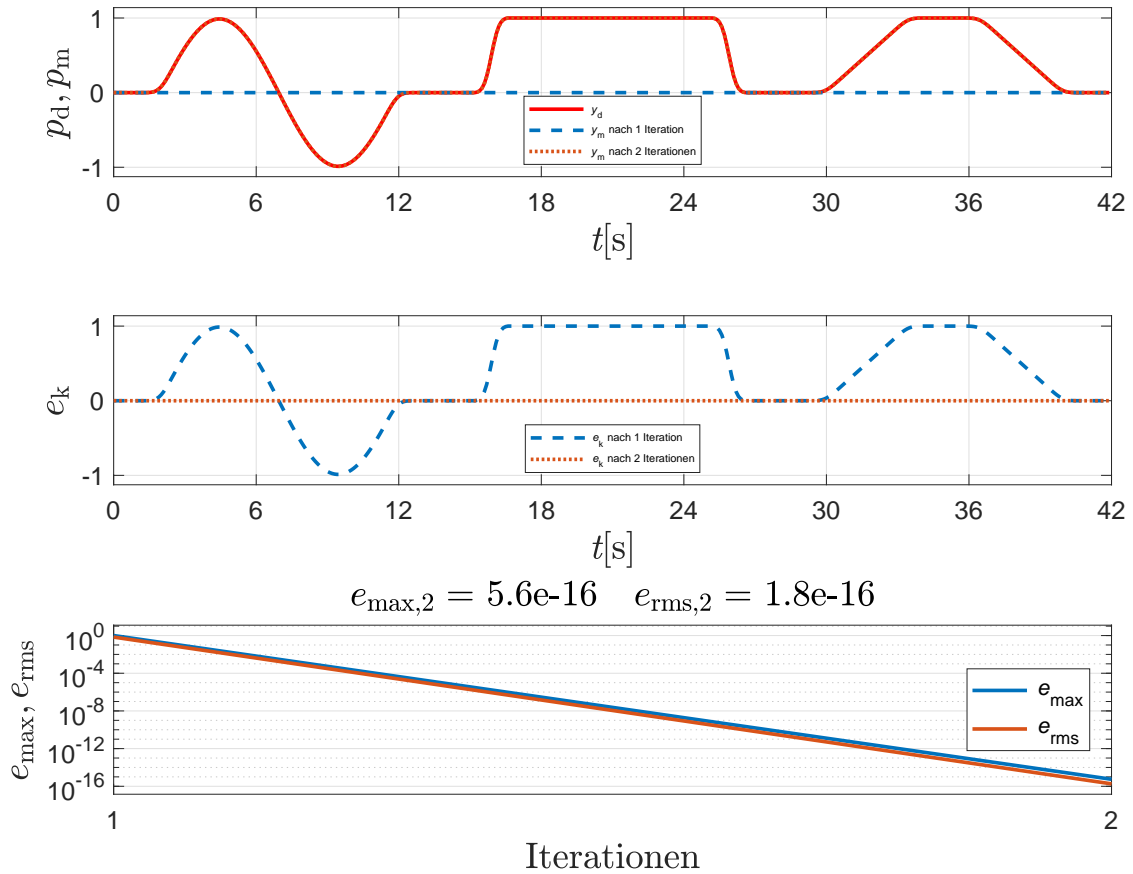 p_d, p_m
1
0
-1
y_d
y_m nach 1 Iteration
y_m nach 2 Iterationen
0 6 12 18 24 30 36 42
t[s]
e_k
1
0
-1
e_k nach 1 Iteration
e_k nach 2 Iterationen
0 6 12 18 24 30 36 42
t[s]
e_max,2 = 5.6e-16 e_rms,2 = 1.8e-16
e_max, e_rms
10^0
10^-4
10^-8
10^-12
10^-16
e_max
e_rms
1 2
Iterationen